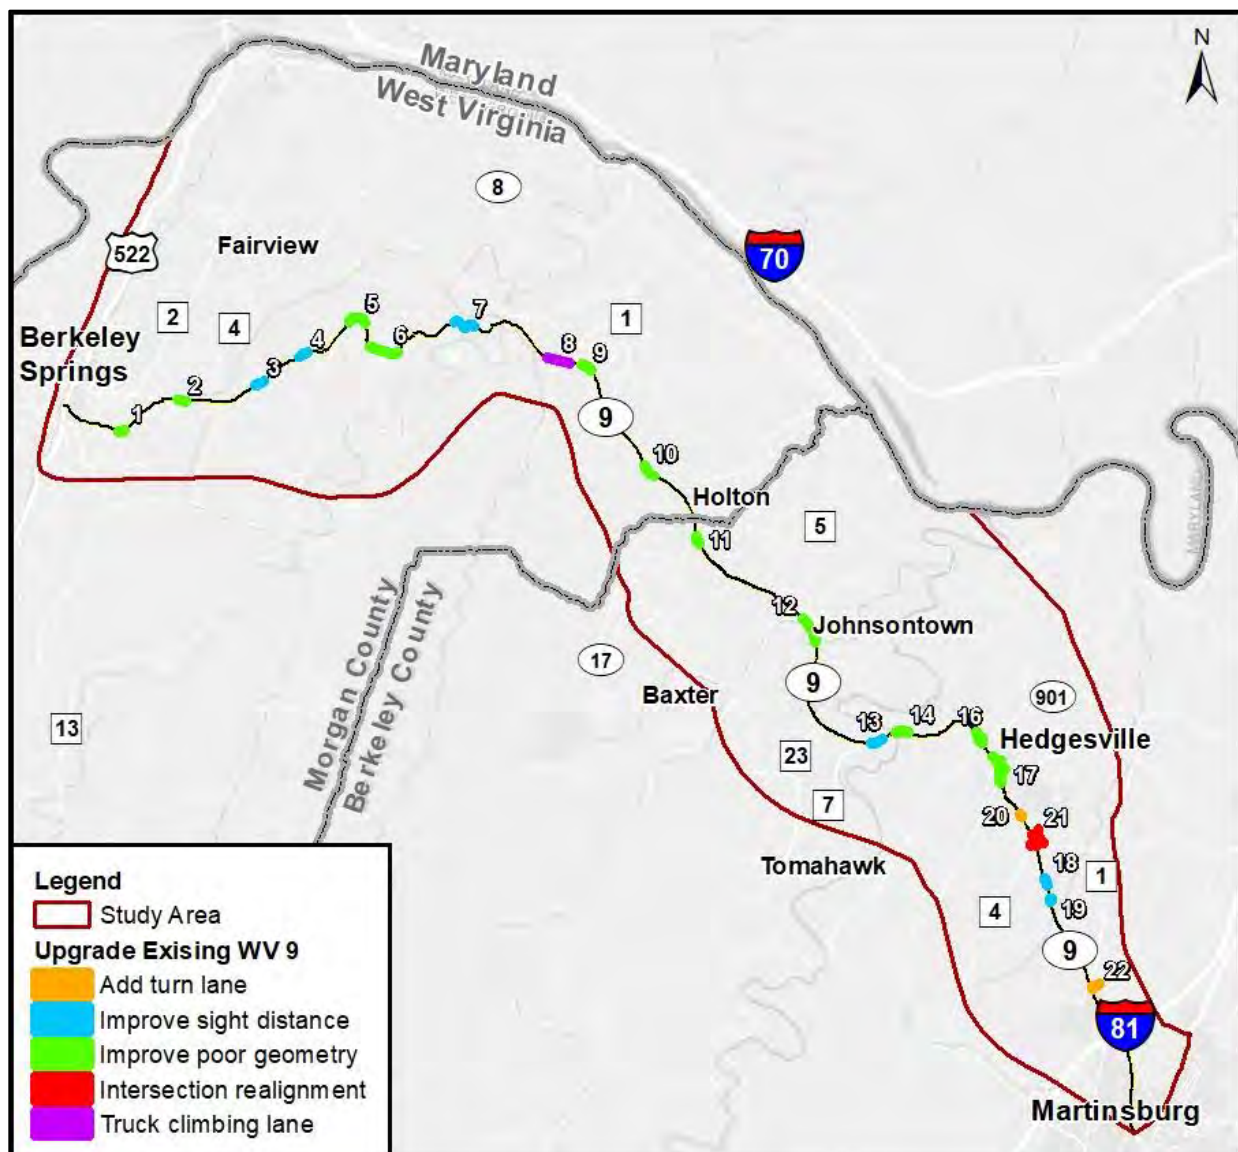 N
Maryland
West Virginia
8
522
Fairview
70
2
4
5
7
1
Berkeley
Springs
4
6
8
9
3
2
1
9
10
Holton
5
11
MARYLAND
12
Johnsontown
Morgan County
Berkeley County
17
9
Baxter
901
13
13
14
16
Hedgesville
23
17
7
20
21
Tomahawk
18
1
4
19
9
22
81
Martinsburg
Legend
Study Area
Upgrade Exising WV 9
Add turn lane
Improve sight distance
Improve poor geometry
Intersection realignment
Truck climbing lane